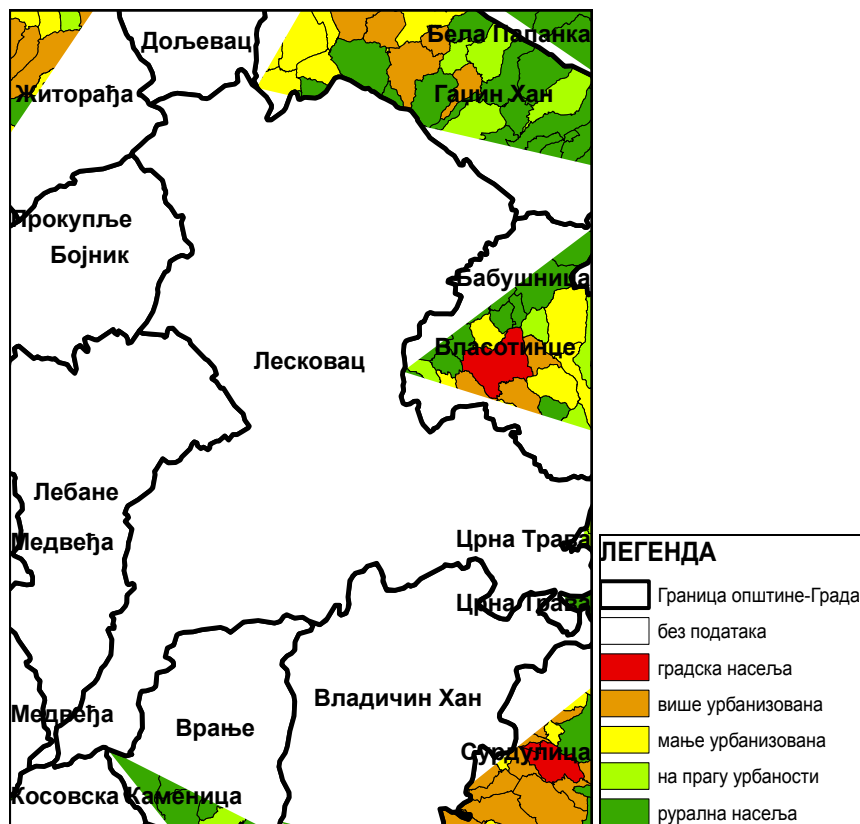 Дољевац
Бела Паланка
Житорађа
Гаџин Хан
Прокупље
Бојник
Бабушница
Власотинце
Лесковац
Лебане
Медвеђа
Црна Трава
Црна Трава
Медвеђа
Врање
Владичин Хан
Сурдулица
Косовска Каменица
ЛЕГЕНДА
Граница општине-Града
без података
градска насеља
више урбанизована
мање урбанизована
на прагу урбаности
рурална насеља